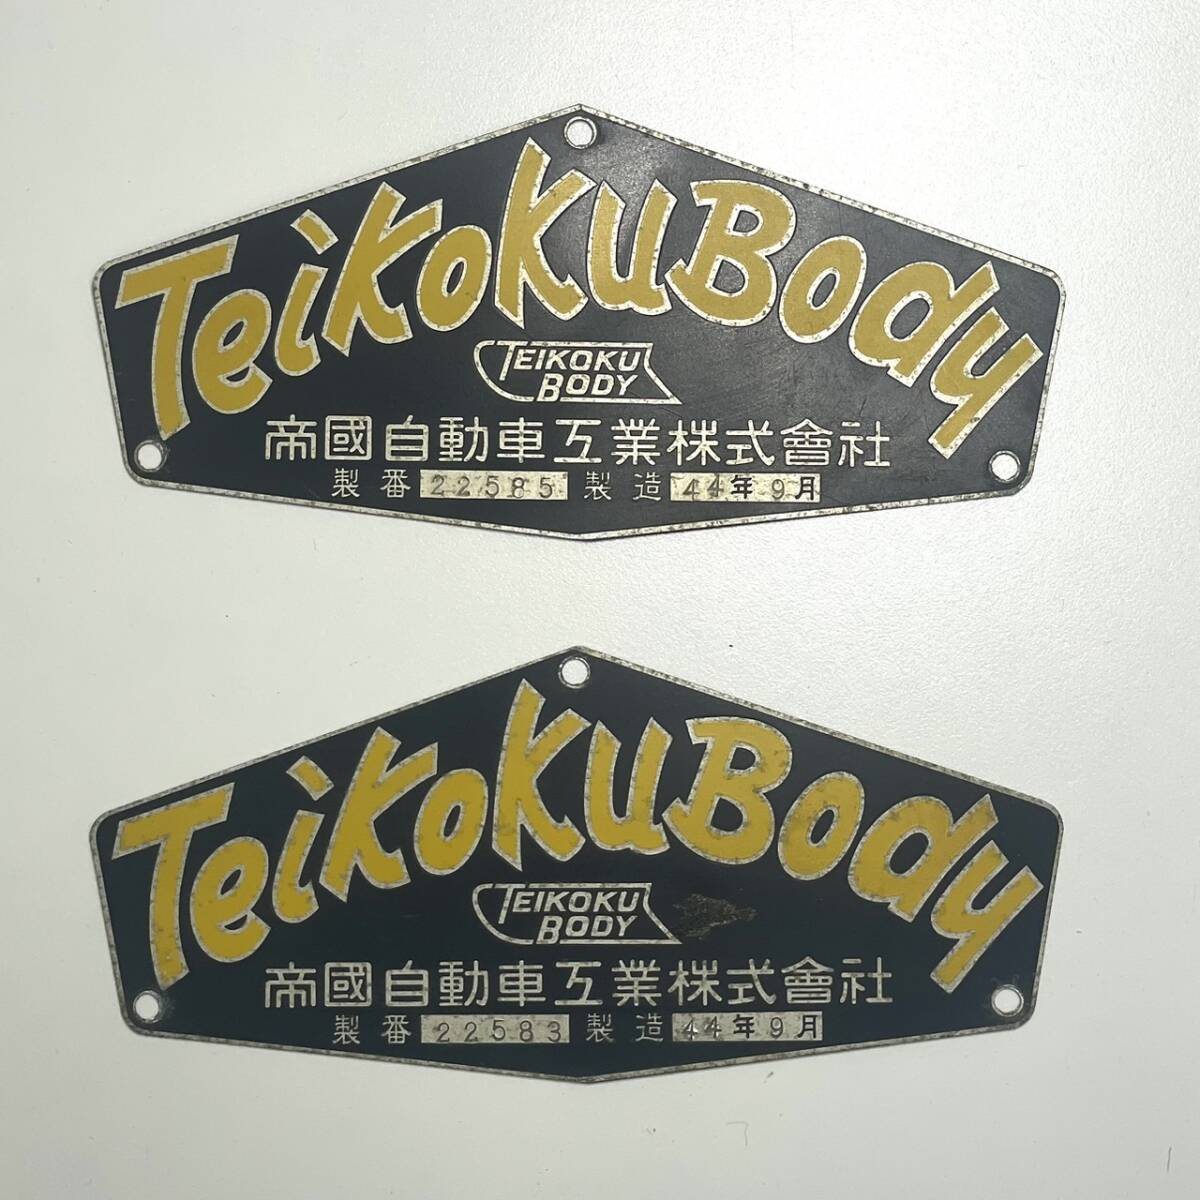 TeikokuBody
TEIKOKU
BODY
帝國自動車工業株式會社
製番 22585 製造 44年9月
TeikokuBody
TEIKOKU
BODY
帝國自動車工業株式會社
製番 22583 製造 44年9月